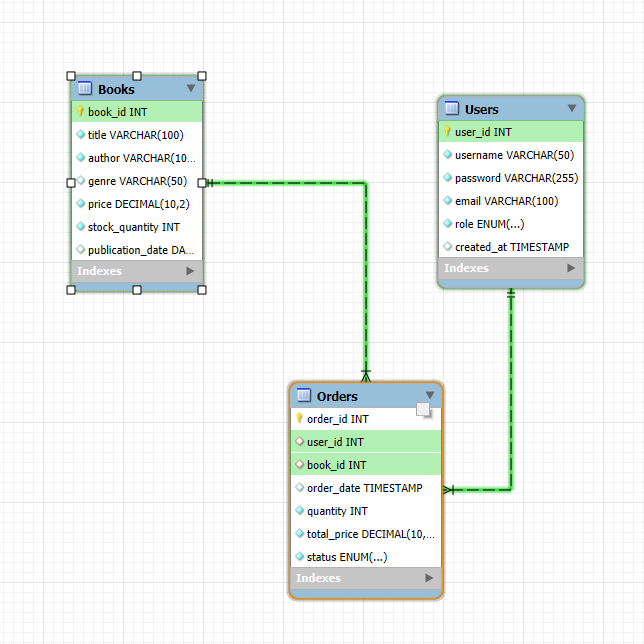 Books
book_id INT
title VARCHAR(100)
author VARCHAR(10...
genre VARCHAR(50)
price DECIMAL(10,2)
stock_quantity INT
publication_date DA...
Indexes
Users
user_id INT
username VARCHAR(50)
password VARCHAR(255)
email VARCHAR(100)
role ENUM(...)
created_at TIMESTAMP
Indexes
Orders
order_id INT
user_id INT
book_id INT
order_date TIMESTAMP
quantity INT
total_price DECIMAL(10,...
status ENUM(...)
Indexes